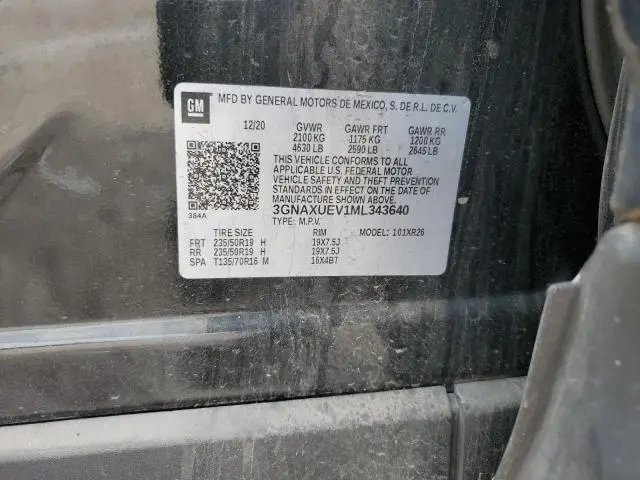 GM
MFD BY GENERAL MOTORS DE MEXICO, S. DE R.L. DE C.V.
12/20 GVWR GAWR FRT GAWR RR
2100 KG 1175 KG 1200 KG
4630 LB 2590 LB 2645 LB
THIS VEHICLE CONFORMS TO ALL
APPLICABLE U.S. FEDERAL MOTOR
VEHICLE SAFETY AND THEFT PREVENTION
STANDARDS IN EFFECT ON THE DATE OF
MANUFACTURE SHOWN ABOVE.
384A 3GNAXUEV1ML343640
TYPE: M.P.V. MODEL: 101XR26
TIRE SIZE RIM
FRT 235/50R19 H 19X7.5J
RR 235/50R19 H 19X7.5J
SPA T135/70R16 M 16X4BT